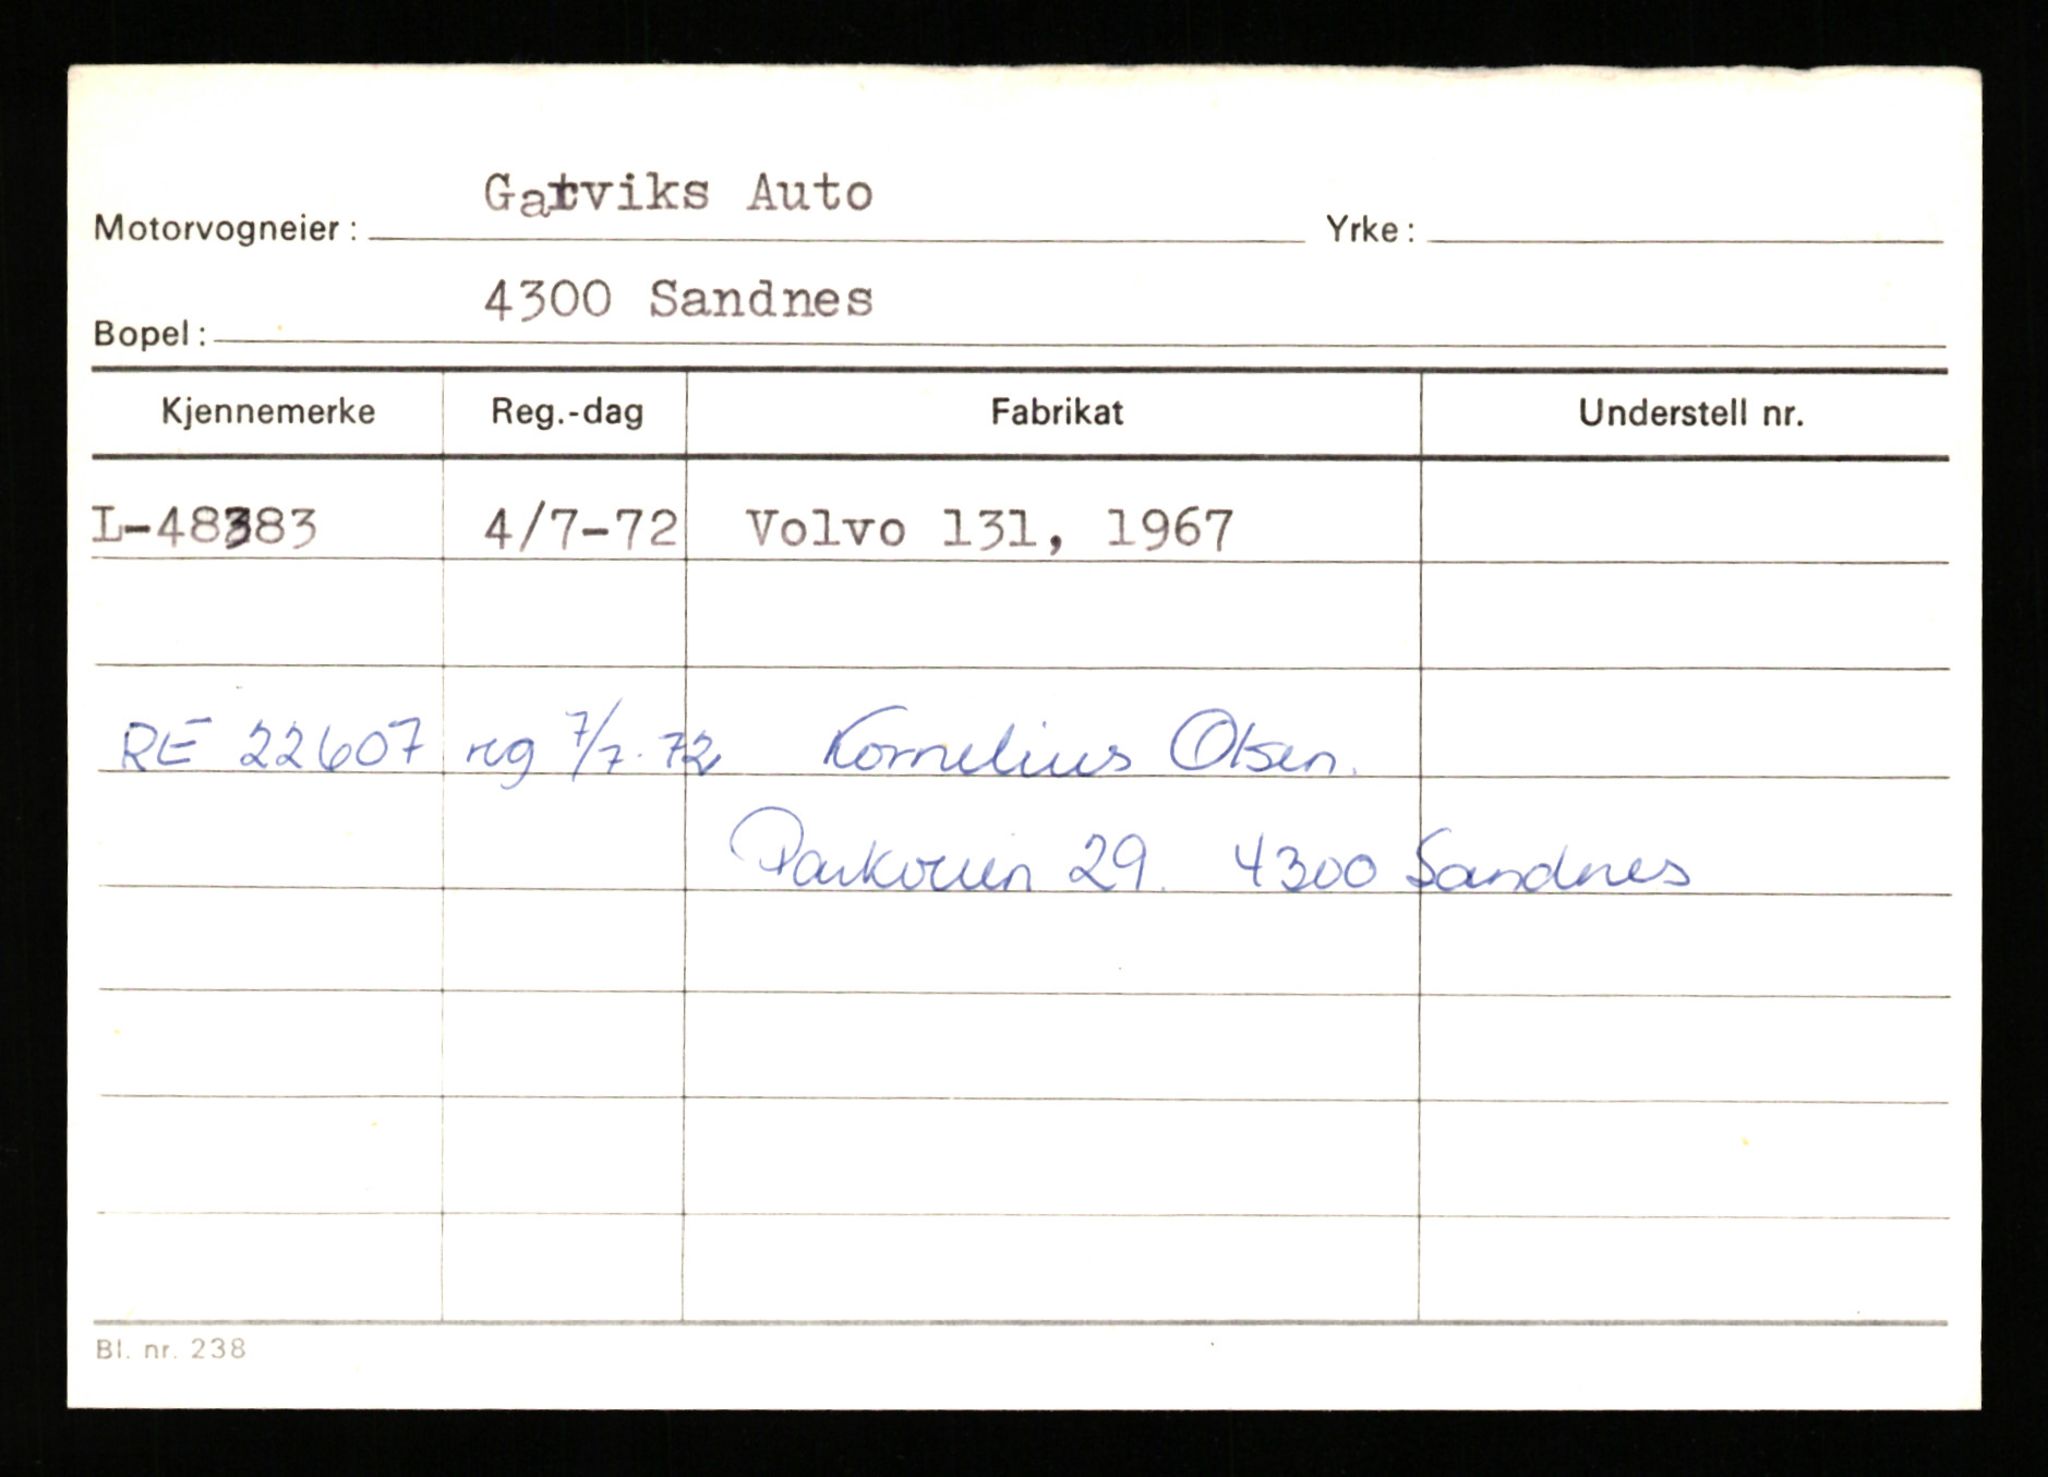 Gatviks Auto
Motorvogneier: Yrke:
4300 Sandnes
Bopel:
Kjennemerke Reg.-dag Fabrikat Understell nr.
L-48383 4/7-72 Volvo 131, 1967
RE 22607 reg 7/7-72 Kornelius Olsen.
Parkveien 29. 4300 Sandnes
Bl. nr. 238